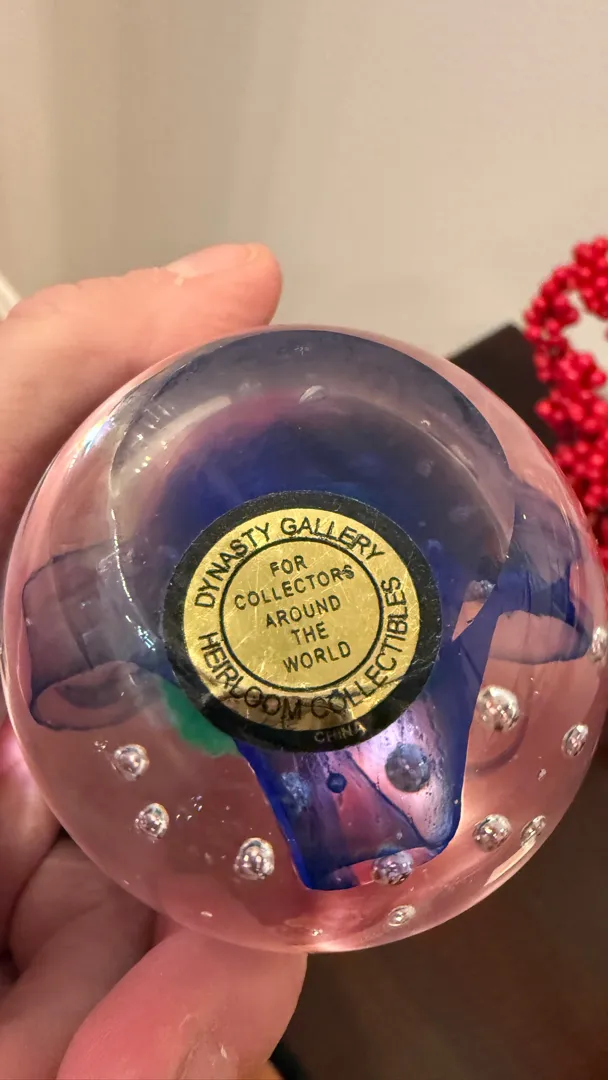 DYNASTY GALLERY
HEIRLOOM COLLECTIBLES
FOR
COLLECTORS
AROUND
THE
WORLD
CHINA